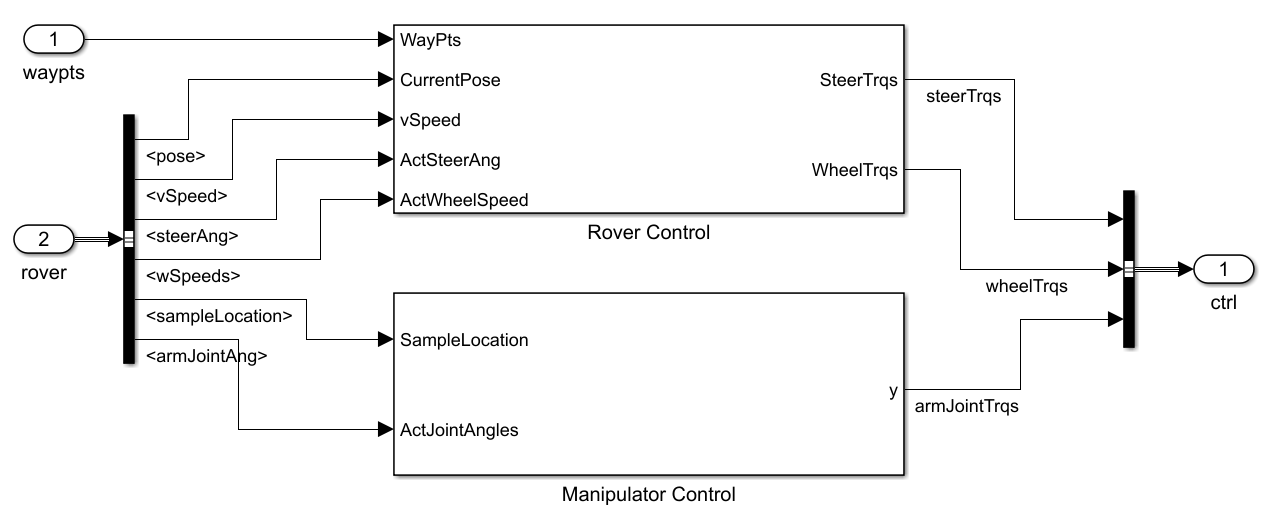 1
waypts
2
rover
<pose>
<vSpeed>
<steerAng>
<wSpeeds>
<sampleLocation>
<armJointAng>
WayPts
CurrentPose
vSpeed
ActSteerAng
ActWheelSpeed
SteerTrqs
WheelTrqs
Rover Control
SampleLocation
ActJointAngles
y
Manipulator Control
steerTrqs
wheelTrqs
armJointTrqs
1
ctrl